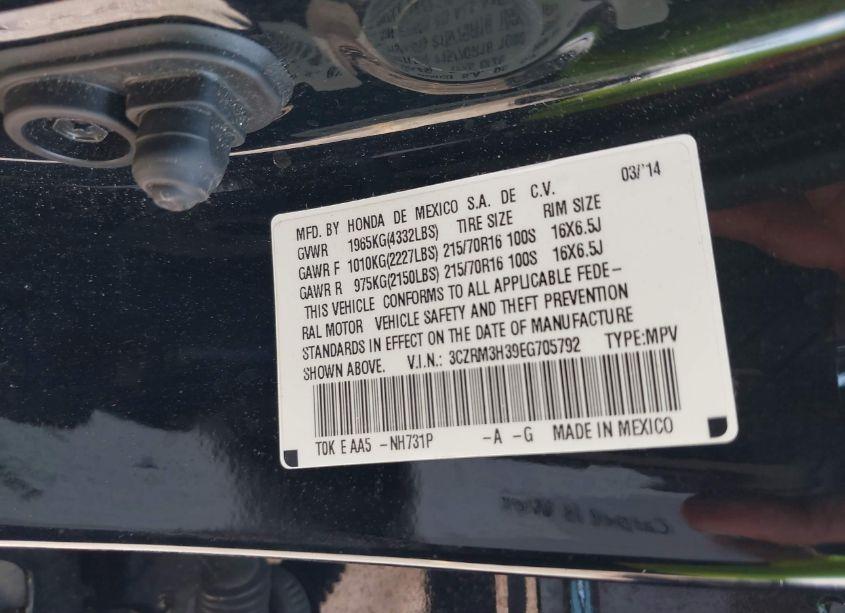 MFD. BY HONDA DE MEXICO S.A. DE C.V. 03/'14
GVWR 1965KG(4332LBS) TIRE SIZE RIM SIZE
GAWR F 1010KG(2227LBS) 215/70R16 100S 16X6.5J
GAWR R 975KG(2150LBS) 215/70R16 100S 16X6.5J
THIS VEHICLE CONFORMS TO ALL APPLICABLE FEDE-
RAL MOTOR VEHICLE SAFETY AND THEFT PREVENTION
STANDARDS IN EFFECT ON THE DATE OF MANUFACTURE
SHOWN ABOVE. V.I.N.: 3CZRM3H39EG705792 TYPE:MPV
T0K E AA5 -NH731P -A -G MADE IN MEXICO